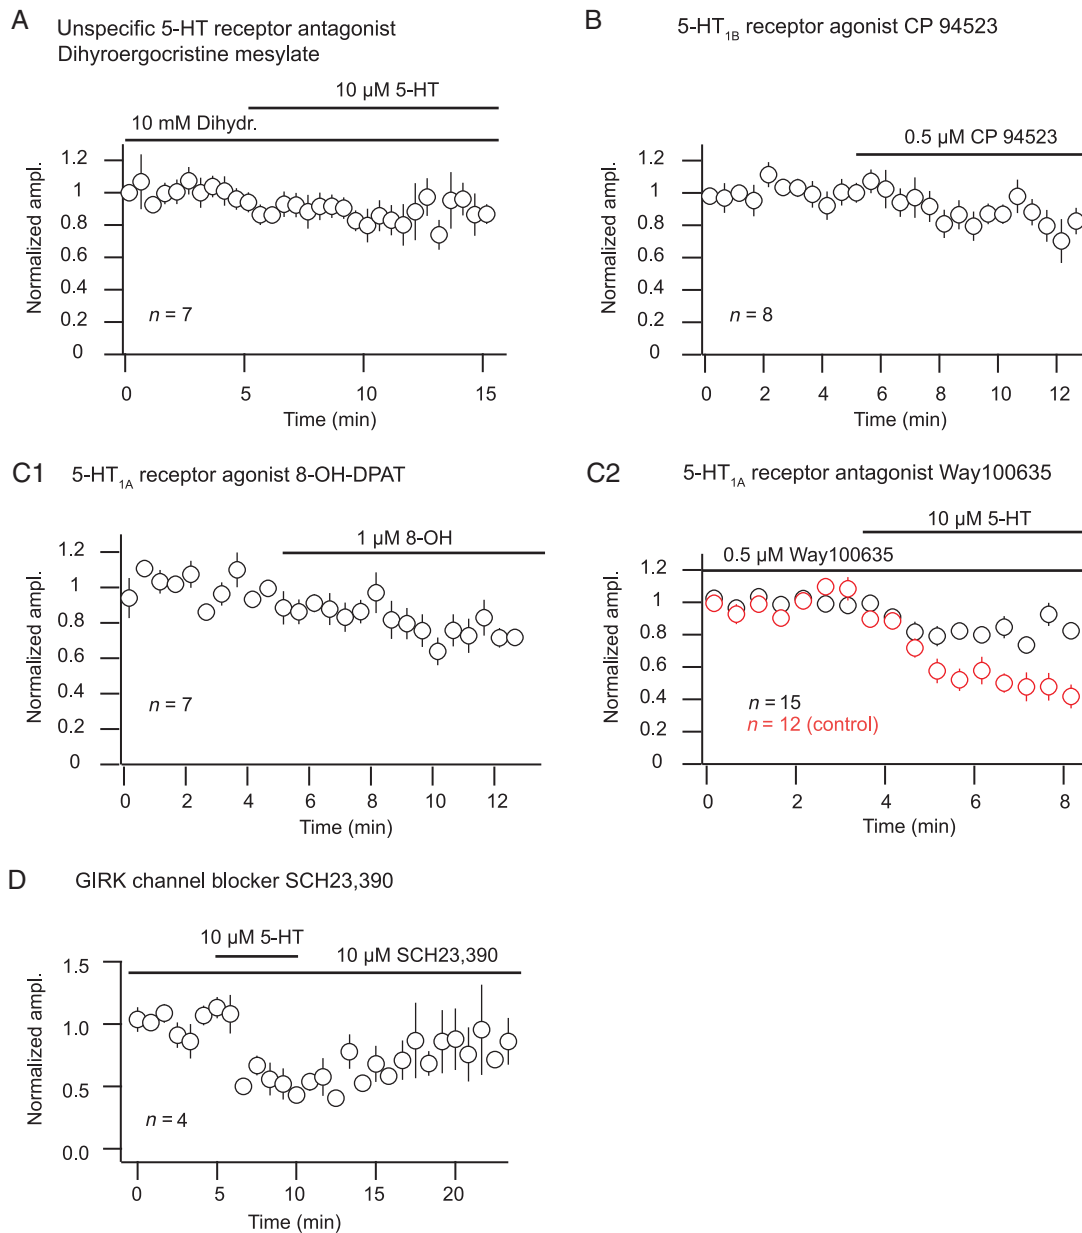 A
Unspecific 5-HT receptor antagonist
Dihyroergocristine mesylate
10 µM 5-HT
10 mM Dihydr.
Normalized ampl.
1.2
1
0.8
0.6
0.4
0.2
0
n = 7
0 5 10 15
Time (min)
B
5-HT1B receptor agonist CP 94523
0.5 µM CP 94523
Normalized ampl.
1.2
1
0.8
0.6
0.4
0.2
0
n = 8
0 2 4 6 8 10 12
Time (min)
C1
5-HT1A receptor agonist 8-OH-DPAT
1 µM 8-OH
Normalized ampl.
1.2
1
0.8
0.6
0.4
0.2
0
n = 7
0 2 4 6 8 10 12
Time (min)
C2
5-HT1A receptor antagonist Way100635
10 µM 5-HT
0.5 µM Way100635
Normalized ampl.
1.2
1
0.8
0.6
0.4
0.2
0
n = 15
n = 12 (control)
0 2 4 6 8
Time (min)
D
GIRK channel blocker SCH23,390
10 µM 5-HT
10 µM SCH23,390
Normalized ampl.
1.5
1.0
0.5
0.0
n = 4
0 5 10 15 20
Time (min)